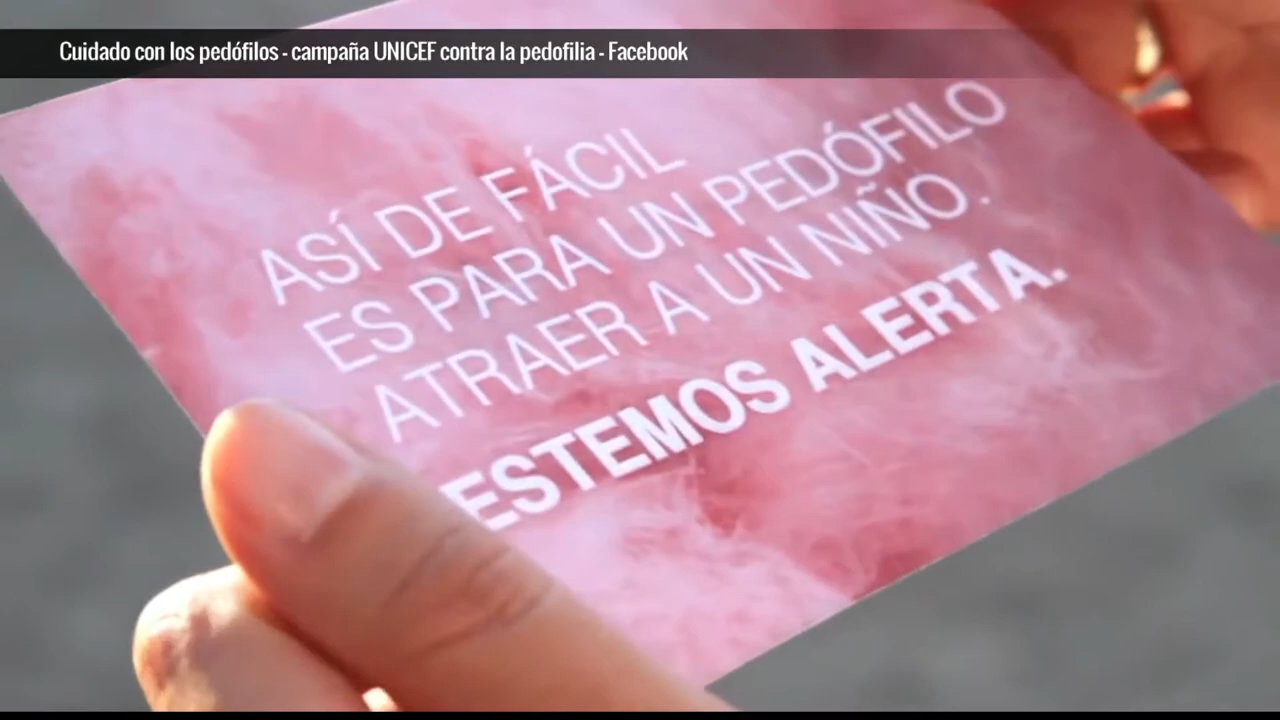 Cuidado con los pedófilos - campaña UNICEF contra la pedofilia - Facebook
ASÍ DE FÁCIL
ES PARA UN PEDÓFILO
ATRAER A UN NIÑO.
ESTEMOS ALERTA.